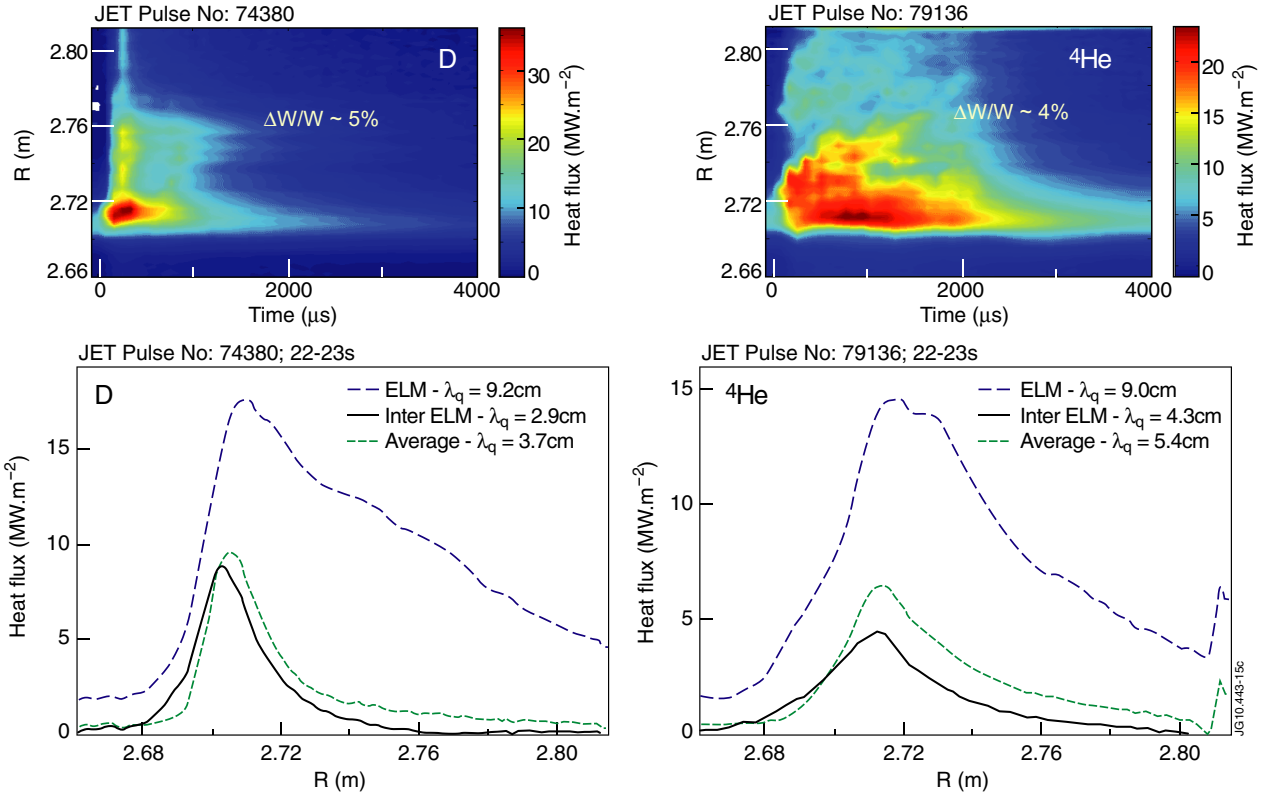 JET Pulse No: 74380
D
ΔW/W ~ 5%
2.80
2.76
2.72
2.66
R (m)
0
2000
4000
Time (μs)
30
20
10
0
Heat flux (MW.m−2)
JET Pulse No: 79136
4He
ΔW/W ~ 4%
2.80
2.76
2.72
2.66
R (m)
0
2000
4000
Time (μs)
20
15
10
5
0
Heat flux (MW.m−2)
JET Pulse No: 74380; 22-23s
D
ELM - λq = 9.2cm
Inter ELM - λq = 2.9cm
Average - λq = 3.7cm
15
10
5
0
Heat flux (MW.m−2)
2.68
2.72
2.76
2.80
R (m)
JET Pulse No: 79136; 22-23s
4He
ELM - λq = 9.0cm
Inter ELM - λq = 4.3cm
Average - λq = 5.4cm
15
10
5
0
Heat flux (MW.m−2)
2.68
2.72
2.76
2.80
R (m)
JG10.443-15c